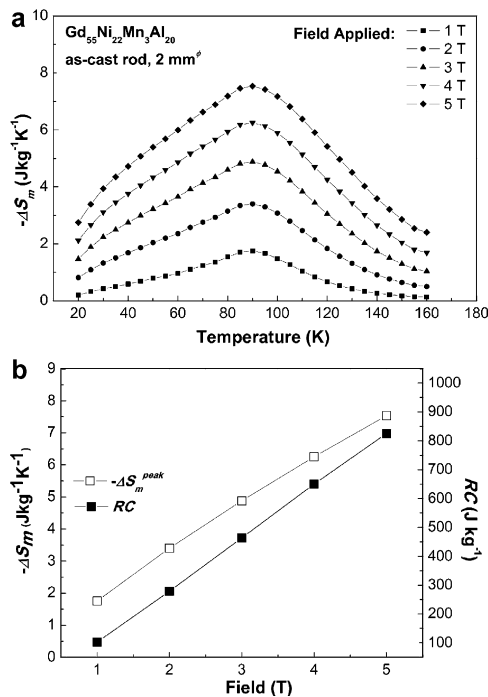 a
Gd₅₅Ni₂₂Mn₃Al₂₀
as-cast rod, 2 mmᶲ
Field Applied:
1 T
2 T
3 T
4 T
5 T
8
6
4
2
0
-ΔSₘ (Jkg⁻¹K⁻¹)
20 40 60 80 100 120 140 160 180
Temperature (K)
b
9
8
7
6
5
4
3
2
1
0
-ΔSm (Jkg⁻¹K⁻¹)
-ΔSₘᵖᵉᵃᵏ
RC
1000
900
800
700
600
500
400
300
200
100
RC (J kg⁻¹)
1 2 3 4 5
Field (T)